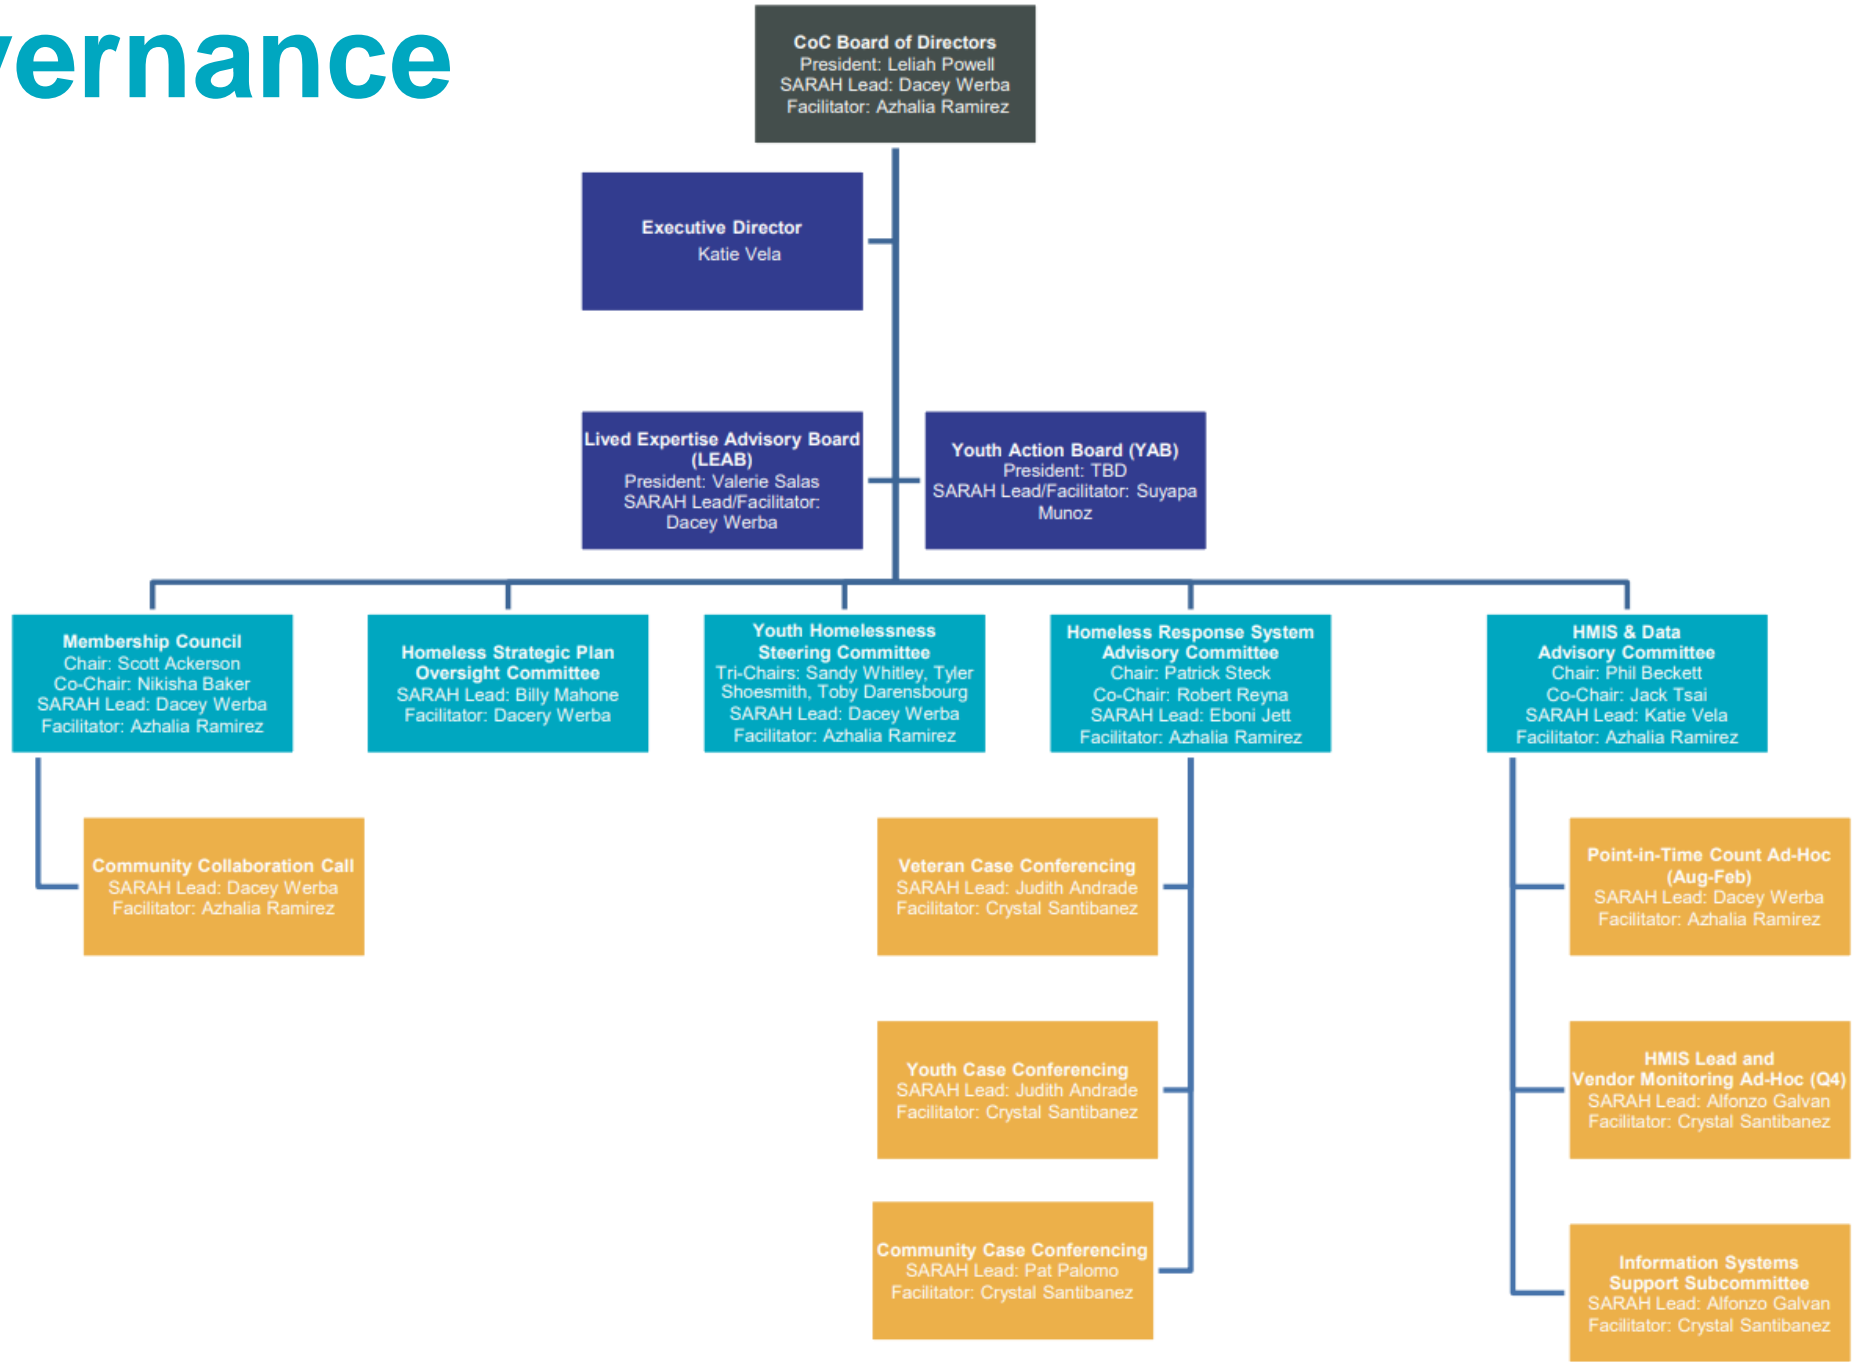 vernance
CoC Board of Directors
President: Leliah Powell
SARAH Lead: Dacey Werba
Facilitator: Azhalia Ramirez
Executive Director
Katie Vela
Lived Expertise Advisory Board
(LEAB)
President: Valerie Salas
SARAH Lead/Facilitator:
Dacey Werba
Youth Action Board (YAB)
President: TBD
SARAH Lead/Facilitator: Suyapa
Munoz
Membership Council
Chair: Scott Ackerson
Co-Chair: Nikisha Baker
SARAH Lead: Dacey Werba
Facilitator: Azhalia Ramirez
Homeless Strategic Plan
Oversight Committee
SARAH Lead: Billy Mahone
Facilitator: Dacery Werba
Youth Homelessness
Steering Committee
Tri-Chairs: Sandy Whitley, Tyler
Shoesmith, Toby Darensbourg
SARAH Lead: Dacey Werba
Facilitator: Azhalia Ramirez
Homeless Response System
Advisory Committee
Chair: Patrick Steck
Co-Chair: Robert Reyna
SARAH Lead: Eboni Jett
Facilitator: Azhalia Ramirez
HMIS & Data
Advisory Committee
Chair: Phil Beckett
Co-Chair: Jack Tsai
SARAH Lead: Katie Vela
Facilitator: Azhalia Ramirez
Community Collaboration Call
SARAH Lead: Dacey Werba
Facilitator: Azhalia Ramirez
Veteran Case Conferencing
SARAH Lead: Judith Andrade
Facilitator: Crystal Santibanez
Youth Case Conferencing
SARAH Lead: Judith Andrade
Facilitator: Crystal Santibanez
Community Case Conferencing
SARAH Lead: Pat Palomo
Facilitator: Crystal Santibanez
Point-in-Time Count Ad-Hoc
(Aug-Feb)
SARAH Lead: Dacey Werba
Facilitator: Azhalia Ramirez
HMIS Lead and
Vendor Monitoring Ad-Hoc (Q4)
SARAH Lead: Alfonzo Galvan
Facilitator: Crystal Santibanez
Information Systems
Support Subcommittee
SARAH Lead: Alfonzo Galvan
Facilitator: Crystal Santibanez